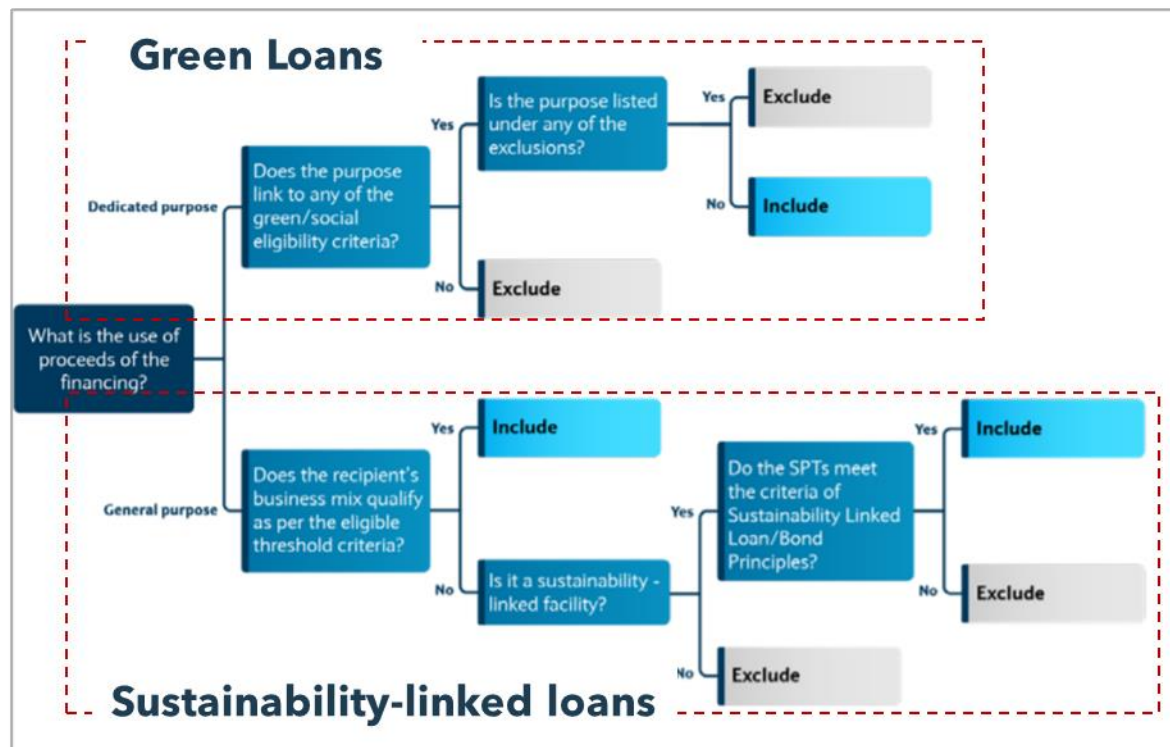 Green Loans
Is the purpose listed
under any of the
exclusions?
Yes
Exclude
Yes
Does the purpose
link to any of the
green/social
eligibility criteria?
Dedicated purpose
No
Include
No
Exclude
What is the use of
proceeds of the
financing?
Yes
Include
Yes
Include
Does the recipient's
business mix qualify
as per the eligible
threshold criteria?
General purpose
Do the SPTs meet
the criteria of
Sustainability Linked
Loan/Bond
Principles?
Yes
No
Is it a sustainability -
linked facility?
No
Exclude
No
Exclude
Sustainability-linked loans